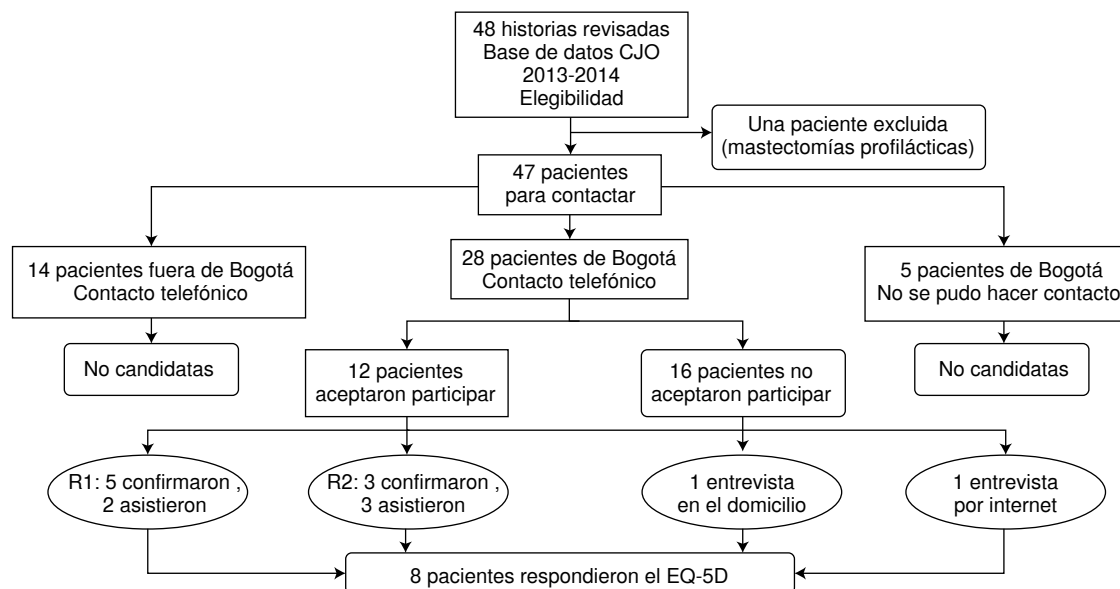 48 historias revisadas
Base de datos CJO
2013-2014
Elegibilidad
Una paciente excluida
(mastectomías profilácticas)
47 pacientes
para contactar
14 pacientes fuera de Bogotá
Contacto telefónico
28 pacientes de Bogotá
Contacto telefónico
5 pacientes de Bogotá
No se pudo hacer contacto
No candidatas
12 pacientes
aceptaron participar
16 pacientes no
aceptaron participar
No candidatas
R1: 5 confirmaron ,
2 asistieron
R2: 3 confirmaron ,
3 asistieron
1 entrevista
en el domicilio
1 entrevista
por internet
8 pacientes respondieron el EQ-5D